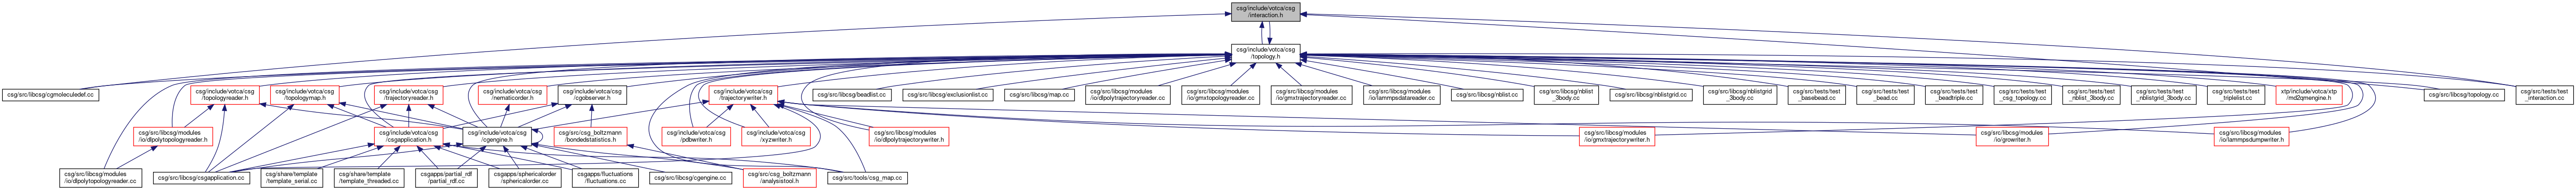 csg/include/votca/csg
/interaction.h
csg/include/votca/csg
/topology.h
csg/src/libcsg/cgmoleculedef.cc
csg/include/votca/csg
/topologyreader.h
csg/include/votca/csg
/topologymap.h
csg/include/votca/csg
/trajectoryreader.h
csg/include/votca/csg
/nematicorder.h
csg/include/votca/csg
/cgobserver.h
csg/include/votca/csg
/trajectorywriter.h
csg/src/libcsg/beadlist.cc
csg/src/libcsg/exclusionlist.cc
csg/src/libcsg/map.cc
csg/src/libcsg/modules
/io/dlpolytrajectoryreader.cc
csg/src/libcsg/modules
/io/gmxtopologyreader.cc
csg/src/libcsg/modules
/io/gmxtrajectoryreader.cc
csg/src/libcsg/modules
/io/lammpsdatareader.cc
csg/src/libcsg/nblist.cc
csg/src/libcsg/nblist
_3body.cc
csg/src/libcsg/nblistgrid.cc
csg/src/libcsg/nblistgrid
_3body.cc
csg/src/tests/test
_basebead.cc
csg/src/tests/test
_bead.cc
csg/src/tests/test
_beadtriple.cc
csg/src/tests/test
_csg_topology.cc
csg/src/tests/test
_nblist_3body.cc
csg/src/tests/test
_nblistgrid_3body.cc
csg/src/tests/test
_triplelist.cc
xtp/include/votca/xtp
/md2qmengine.h
csg/src/libcsg/topology.cc
csg/src/tests/test
_interaction.cc
csg/src/libcsg/modules
/io/dlpolytopologyreader.h
csg/include/votca/csg
/csgapplication.h
csg/include/votca/csg
/cgengine.h
csg/src/csg_boltzmann
/bondedstatistics.h
csg/include/votca/csg
/pdbwriter.h
csg/include/votca/csg
/xyzwriter.h
csg/src/libcsg/modules
/io/dlpolytrajectorywriter.h
csg/src/libcsg/modules
/io/gmxtrajectorywriter.h
csg/src/libcsg/modules
/io/growriter.h
csg/src/libcsg/modules
/io/lammpsdumpwriter.h
csg/src/libcsg/modules
/io/dlpolytopologyreader.cc
csg/src/libcsg/csgapplication.cc
csg/share/template
/template_serial.cc
csg/share/template
/template_threaded.cc
csgapps/partial_rdf
/partial_rdf.cc
csgapps/sphericalorder
/sphericalorder.cc
csgapps/fluctuations
/fluctuations.cc
csg/src/libcsg/cgengine.cc
csg/src/csg_boltzmann
/analysistool.h
csg/src/tools/csg_map.cc